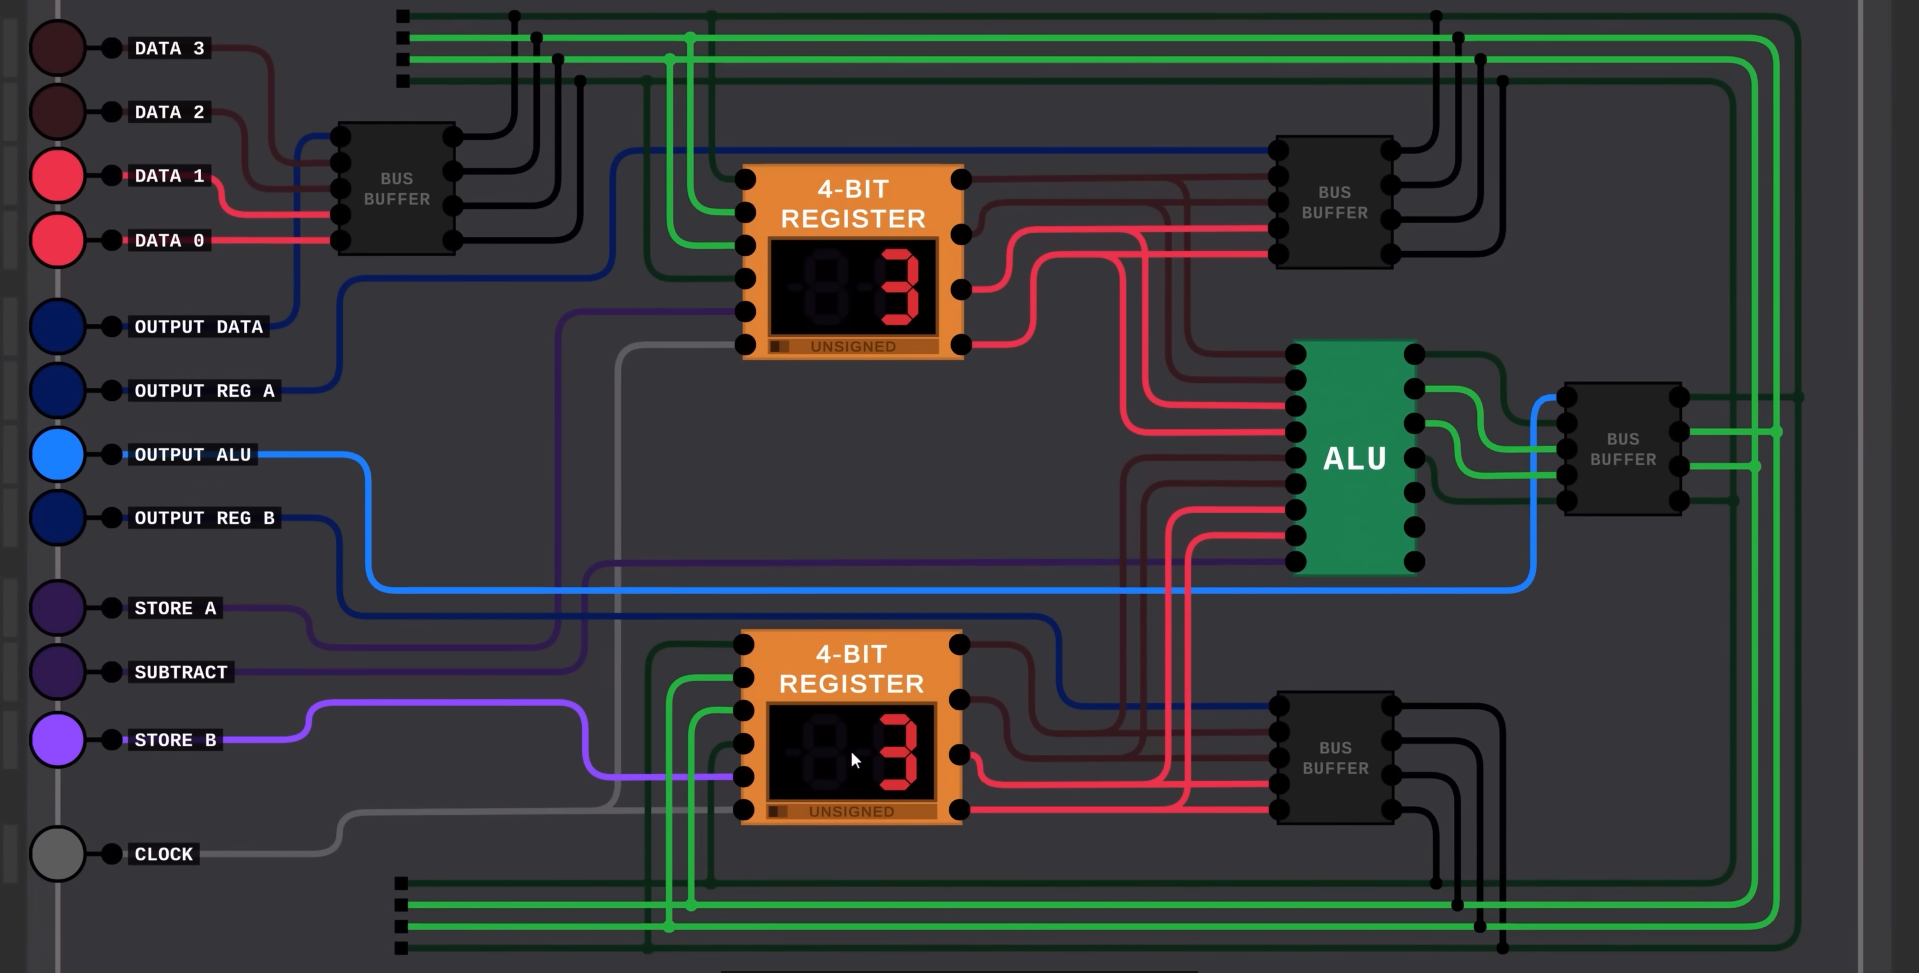 DATA 3
DATA 2
DATA 1
DATA 0
OUTPUT DATA
OUTPUT REG A
OUTPUT ALU
OUTPUT REG B
STORE A
SUBTRACT
STORE B
CLOCK
BUS
BUFFER
4-BIT
REGISTER
3
UNSIGNED
BUS
BUFFER
ALU
BUS
BUFFER
4-BIT
REGISTER
3
UNSIGNED
BUS
BUFFER